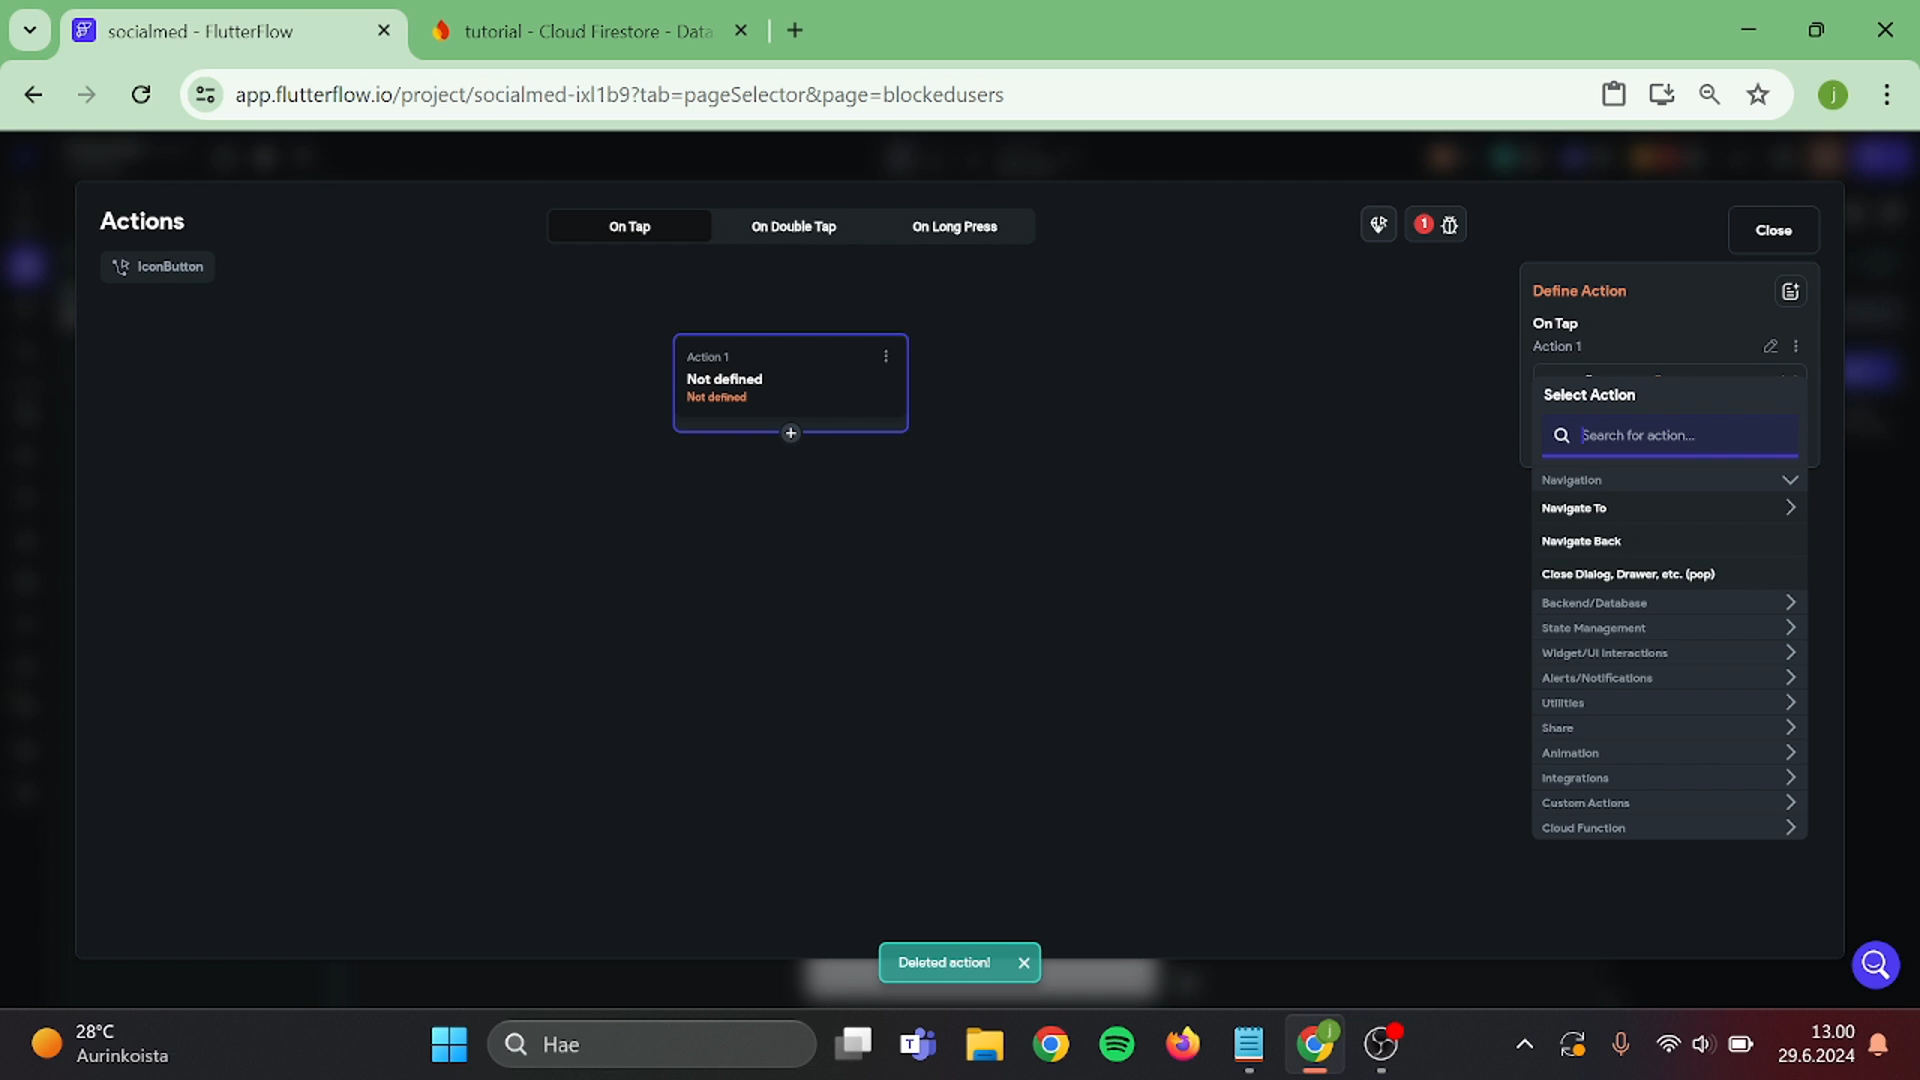 socialmed - FlutterFlow
tutorial - Cloud Firestore - Data
app.flutterflow.io/project/socialmed-ixl1b9?tab=pageSelector&page=blockedusers
j
Actions
On Tap
On Double Tap
On Long Press
1
Close
IconButton
Define Action
On Tap
Action 1
Action 1
Not defined
Not defined
Select Action
Search for action...
Navigation
Navigate To
Navigate Back
Close Dialog, Drawer, etc. (pop)
Backend/Database
State Management
Widget/UI Interactions
Alerts/Notifications
Utilities
Share
Animation
Integrations
Custom Actions
Cloud Function
Deleted action!
28°C
Aurinkoista
Hae
13.00
29.6.2024